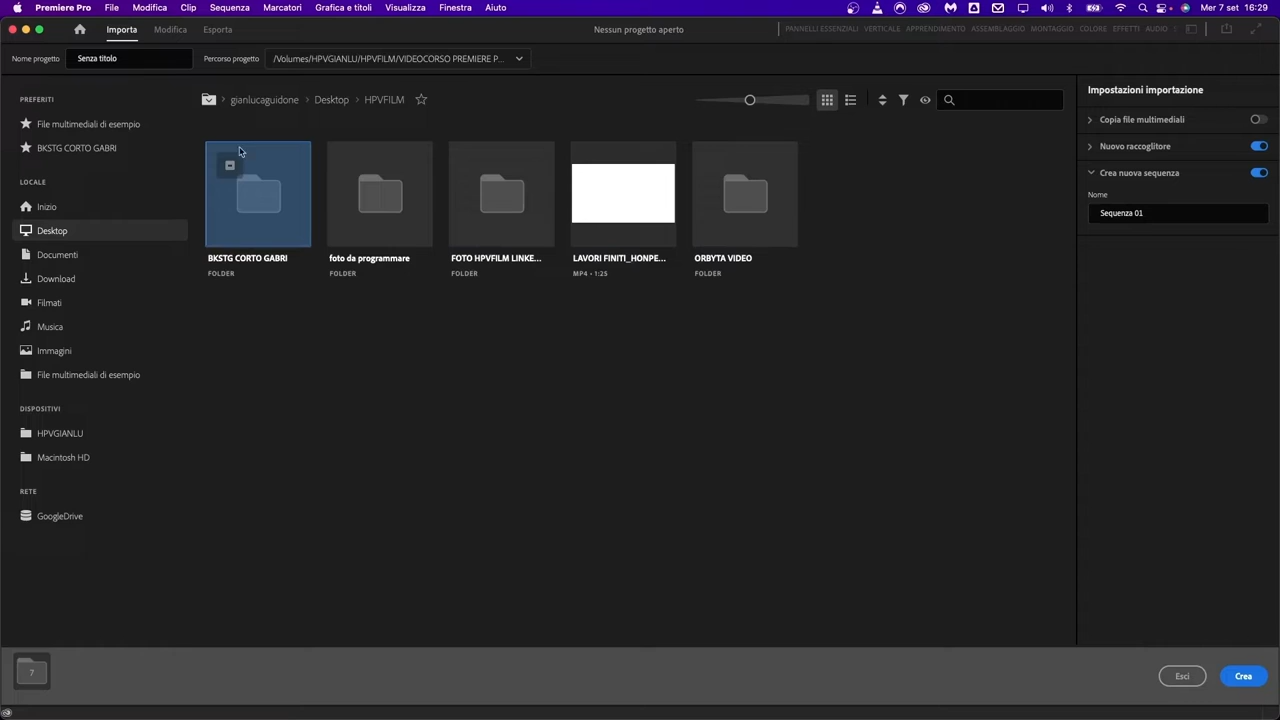 Premiere Pro File Modifica Clip Sequenza Marcatori Grafica e titoli Visualizza Finestra Aiuto Mer 7 set 16:29
Importa Modifica Esporta Nessun progetto aperto PANNELLI ESSENZIALI VERTICALE APPRENDIMENTO ASSEMBLAGGIO MONTAGGIO COLORE EFFETTI AUDIO
Nome progetto Senza titolo Percorso progetto /Volumes/HPVGIANLU/HPVFILM/VIDEOCORSO PREMIERE P...
PREFERITI
File multimediali di esempio
BKSTG CORTO GABRI
LOCALE
Inizio
Desktop
Documenti
Download
Filmati
Musica
Immagini
File multimediali di esempio
DISPOSITIVI
HPVGIANLU
Macintosh HD
RETE
GoogleDrive
gianlucaguidone › Desktop › HPVFILM
BKSTG CORTO GABRI
FOLDER
foto da programmare
FOLDER
FOTO HPVFILM LINKE...
FOLDER
LAVORI FINITI_HONPE...
MP4 • 1:25
ORBYTA VIDEO
FOLDER
Impostazioni importazione
Copia file multimediali
Nuovo raccoglitore
Crea nuova sequenza
Nome
Sequenza 01
7
Esci
Crea